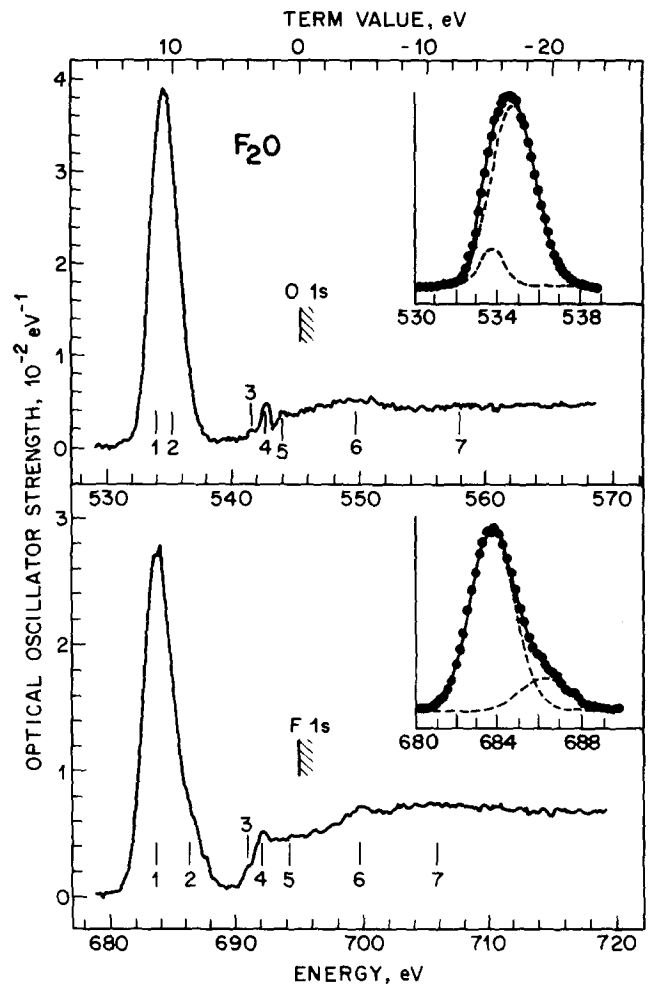 TERM VALUE, eV
10 0 -10 -20
4
3
2
1
0
F₂O
O 1s
530 534 538
3
1 2 4 5 6 7
530 540 550 560 570
OPTICAL OSCILLATOR STRENGTH, 10⁻² eV⁻¹
3
2
1
0
F 1s
680 684 688
3
1 2 4 5 6 7
680 690 700 710 720
ENERGY, eV